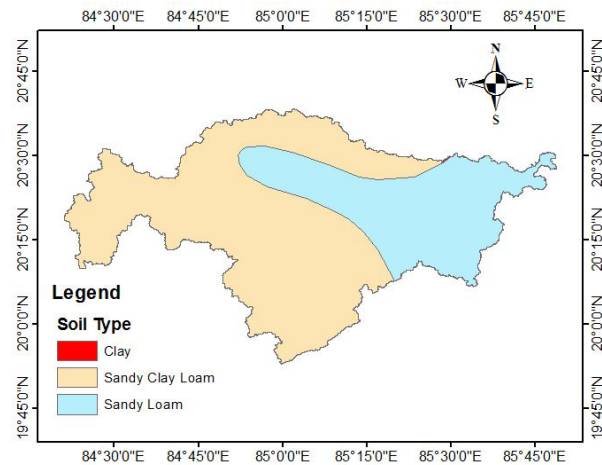 84°30'0"E 84°45'0"E 85°0'0"E 85°15'0"E 85°30'0"E 85°45'0"E
N
W E
S
20°45'0"N 20°45'0"N
20°30'0"N 20°30'0"N
20°15'0"N 20°15'0"N
20°0'0"N 20°0'0"N
19°45'0"N 19°45'0"N
Legend
Soil Type
Clay
Sandy Clay Loam
Sandy Loam
84°30'0"E 84°45'0"E 85°0'0"E 85°15'0"E 85°30'0"E 85°45'0"E